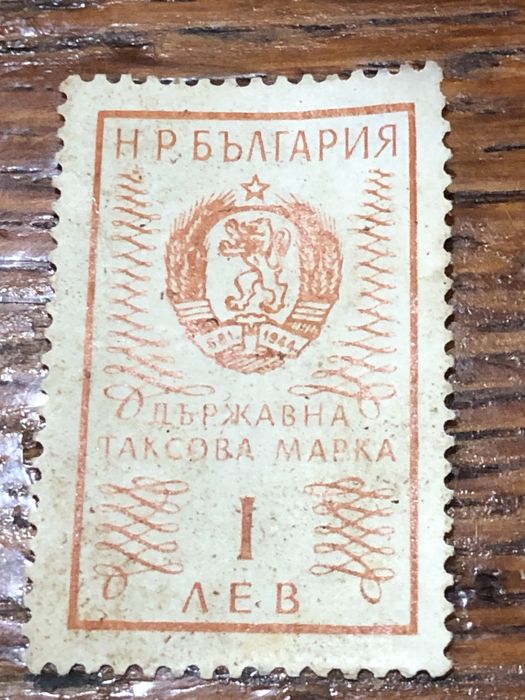 Н.Р.БЪЛГАРИЯ
681 1944
ДЪРЖАВНА
ТАКСОВА МАРКА
1
ЛЕВ